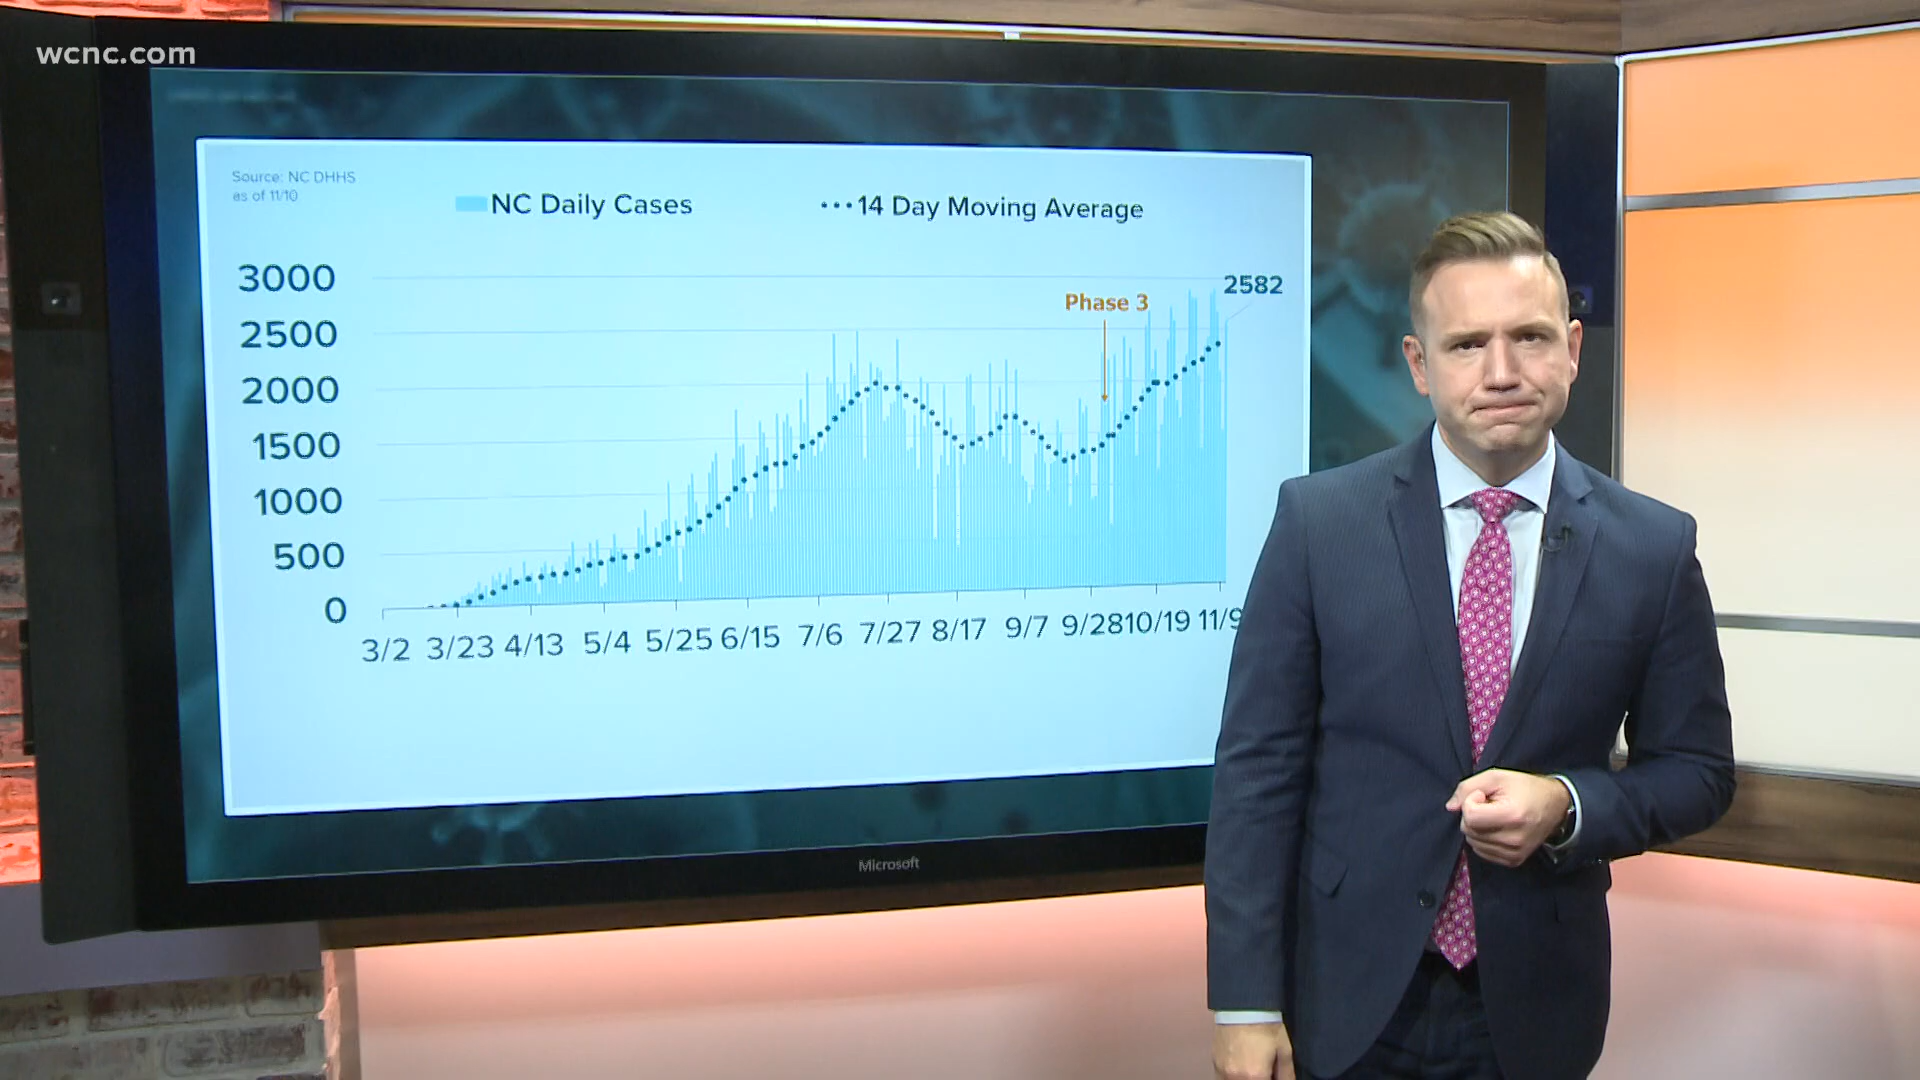 wcnc.com
Source: NC DHHS
as of 11/10
NC Daily Cases
14 Day Moving Average
3000
2500
2000
1500
1000
500
0
Phase 3
2582
3/2 3/23 4/13 5/4 5/25 6/15 7/6 7/27 8/17 9/7 9/28 10/19 11/9
Microsoft